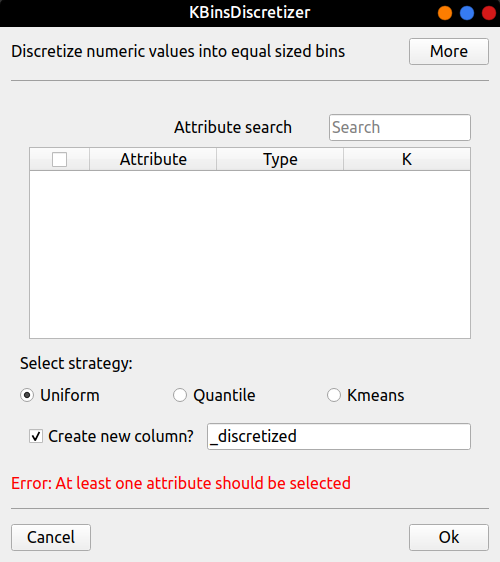 KBinsDiscretizer
Discretize numeric values into equal sized bins More
Attribute search Search
Attribute Type K
Select strategy:
Uniform Quantile Kmeans
Create new column? _discretized
Error: At least one attribute should be selected
Cancel Ok